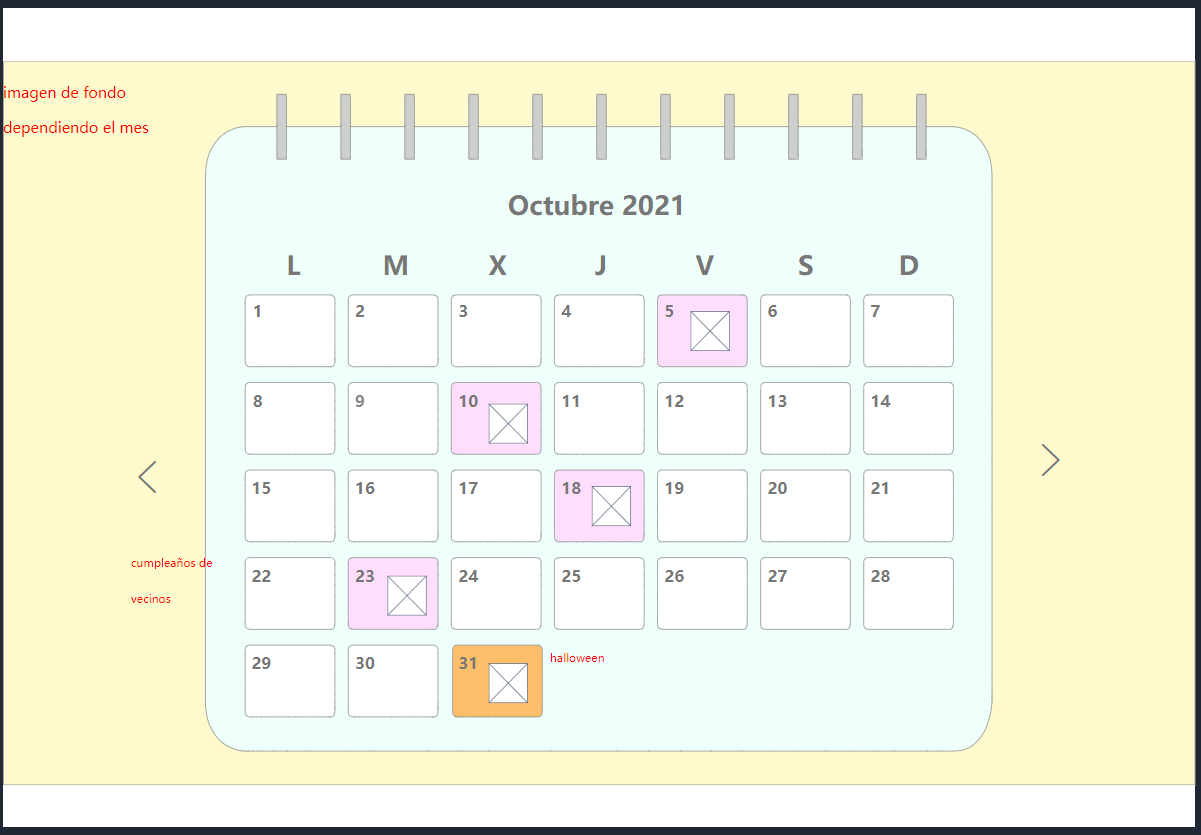 imagen de fondo
dependiendo el mes
Octubre 2021
L M X J V S D
1 2 3 4 5 6 7
8 9 10 11 12 13 14
15 16 17 18 19 20 21
cumpleaños de
vecinos
22 23 24 25 26 27 28
29 30 31 halloween